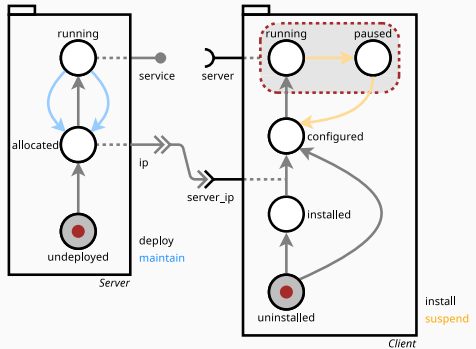 running
service
allocated
ip
undeployed
deploy
maintain
Server
running
paused
server
configured
server_ip
installed
uninstalled
install
suspend
Client